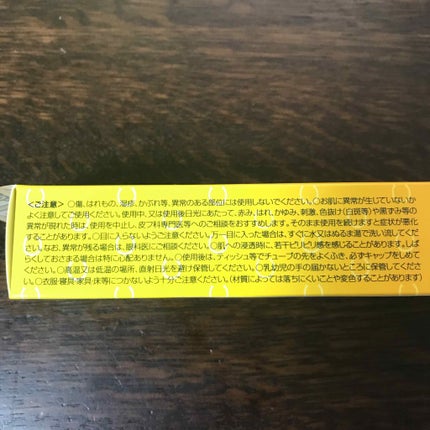 <ご注意> ○傷、はれもの、湿疹、かぶれ等、異常のある部位には使用しないでください。○お肌に異常が生じていないか
よく注意してご使用ください。使用中、又は使用後日光にあたって、赤み、はれ、かゆみ、刺激、色抜け(白斑等)や黒ずみ等の
異常が現れた時は、使用を中止し、皮フ科専門医等へのご相談をおすすめします。そのまま使用を続けますと症状が悪化
することがあります。○目に入らないようご注意ください。万一目に入った場合は、すぐに水又はぬるま湯で洗い流してくだ
さい。なお、異常が残る場合は、眼科医にご相談ください。○肌への浸透時に、若干ピリピリ感を感じることがあります。しば
らくしておさまる場合は特に心配ありません。○使用後は、ティッシュ等でチューブの先をよくふき、必ずキャップをしめて
ください。○高温又は低温の場所、直射日光を避け保管してください。○乳幼児の手の届かないところに保管してくださ
い。○衣服・寝具・家具・床等につかないよう十分ご注意ください。(材質によっては落ちにくいことや変色することがあります)